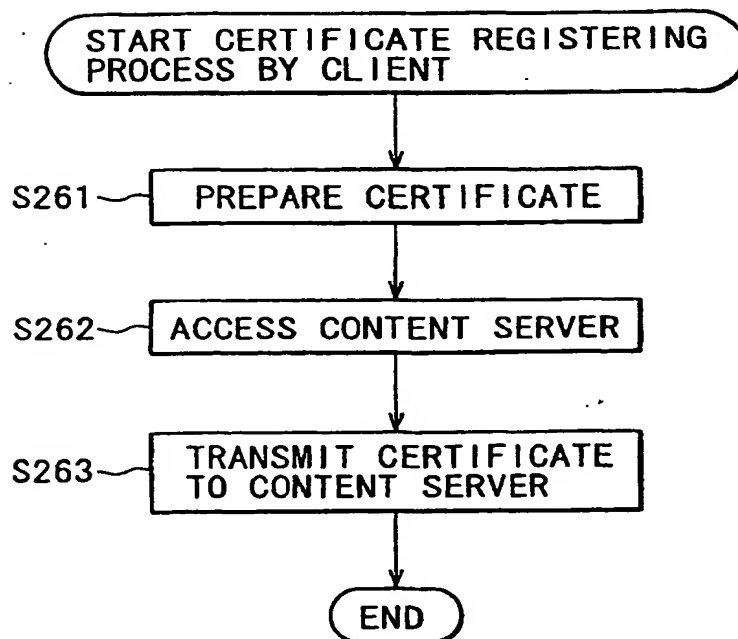 START CERTIFICATE REGISTERING
PROCESS BY CLIENT
S261
PREPARE CERTIFICATE
S262
ACCESS CONTENT SERVER
S263
TRANSMIT CERTIFICATE
TO CONTENT SERVER
END